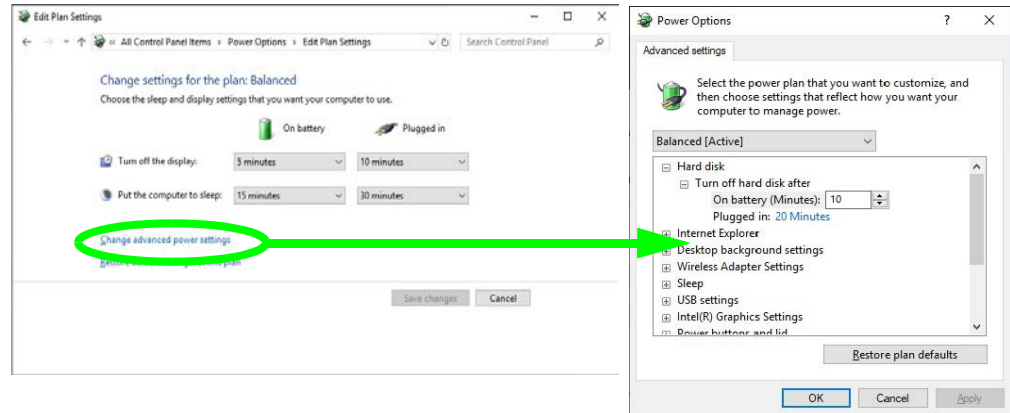 Edit Plan Settings
« All Control Panel Items › Power Options › Edit Plan Settings
Search Control Panel
Change settings for the plan: Balanced
Choose the sleep and display settings that you want your computer to use.
On battery
Plugged in
Turn off the display:
5 minutes
10 minutes
Put the computer to sleep:
15 minutes
30 minutes
Change advanced power settings
plan
Save changes
Cancel
Power Options
Advanced settings
Select the power plan that you want to customize, and
then choose settings that reflect how you want your
computer to manage power.
Balanced [Active]
Hard disk
Turn off hard disk after
On battery (Minutes): 10
Plugged in: 20 Minutes
Internet Explorer
Desktop background settings
Wireless Adapter Settings
Sleep
USB settings
Intel(R) Graphics Settings
Power buttons and lid
Restore plan defaults
OK
Cancel
Apply